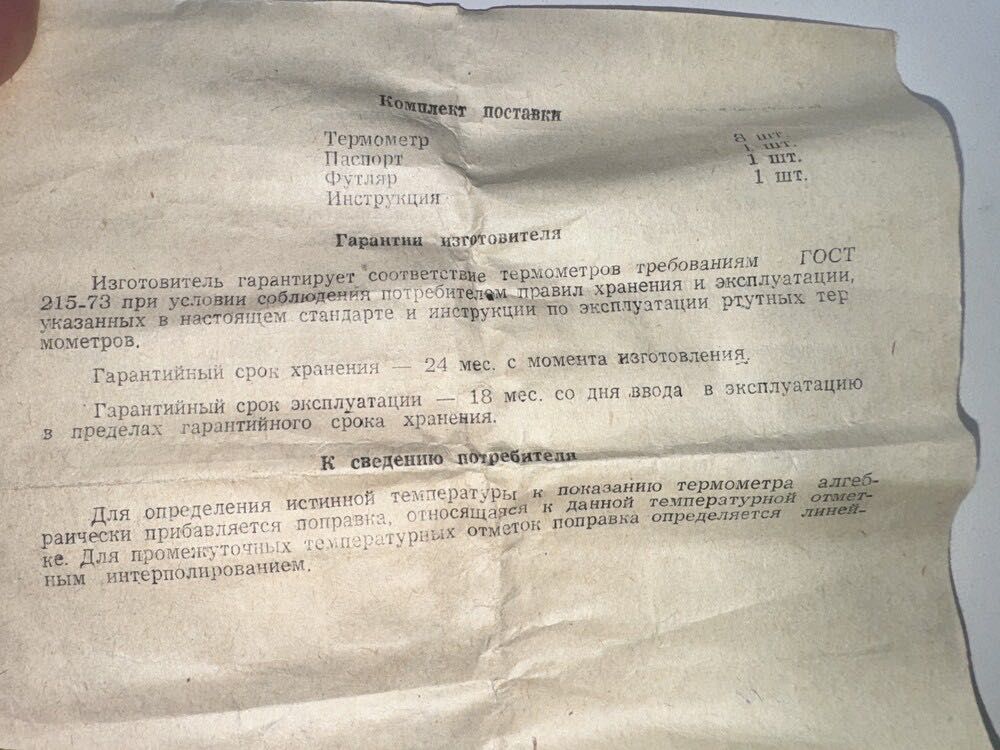 Комплект поставки
Термометр 8 шт.
Паспорт 1 шт.
Футляр 1 шт.
Инструкция 1 шт.
Гарантии изготовителя
Изготовитель гарантирует соответствие термометров требованиям ГОСТ
215-73 при условии соблюдения потребителем правил хранения и эксплуатации,
указанных в настоящем стандарте и инструкции по эксплуатации ртутных тер
мометров.
Гарантийный срок хранения — 24 мес. с момента изготовления.
Гарантийный срок эксплуатации — 18 мес. со дня ввода в эксплуатацию
в пределах гарантийного срока хранения.
К сведению потребителя
Для определения истинной температуры к показанию термометра алгеб-
раически прибавляется поправка, относящаяся к данной температурной отмет-
ке. Для промежуточных температурных отметок поправка определяется линей-
ным интерполированием.